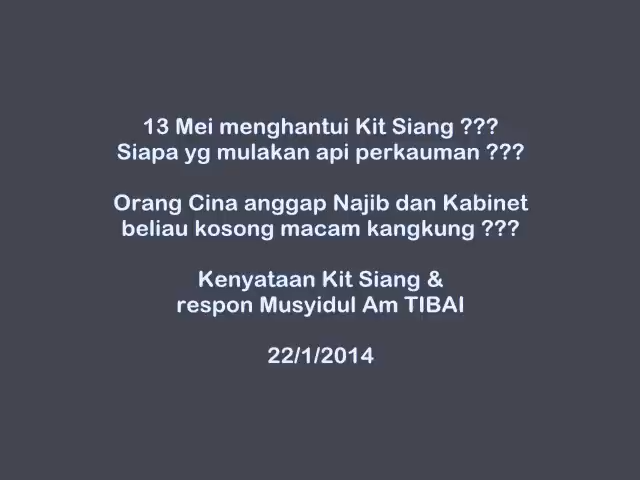 13 Mei menghantui Kit Siang ???
Siapa yg mulakan api perkauman ???
Orang Cina anggap Najib dan Kabinet
beliau kosong macam kangkung ???
Kenyataan Kit Siang &
respon Musyidul Am TIBAI
22/1/2014